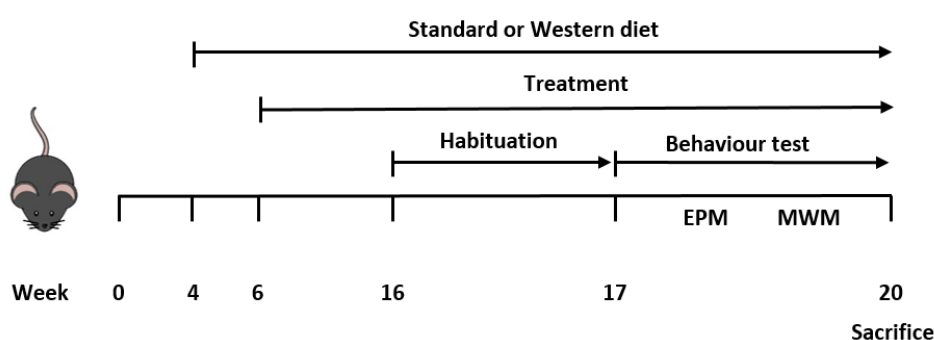 Standard or Western diet
Treatment
Habituation
Behaviour test
EPM MWM
Week 0 4 6 16 17 20
Sacrifice